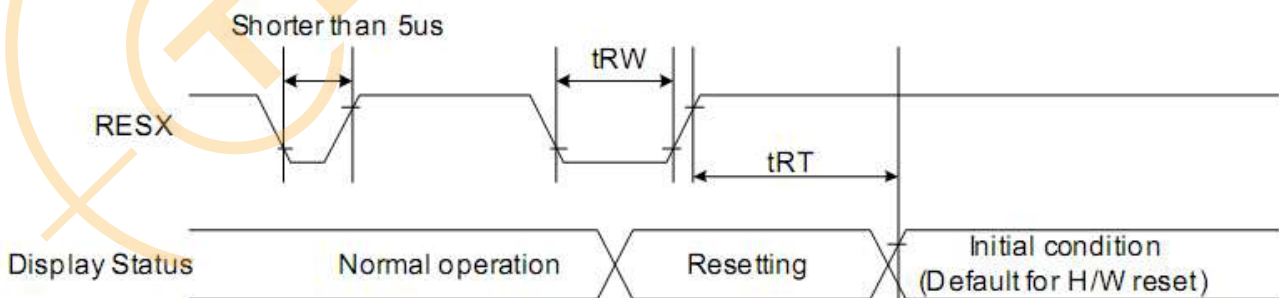 Shorter than 5us
tRW
RESX
tRT
Display Status
Normal operation
Resetting
Initial condition
(Default for H/W reset)